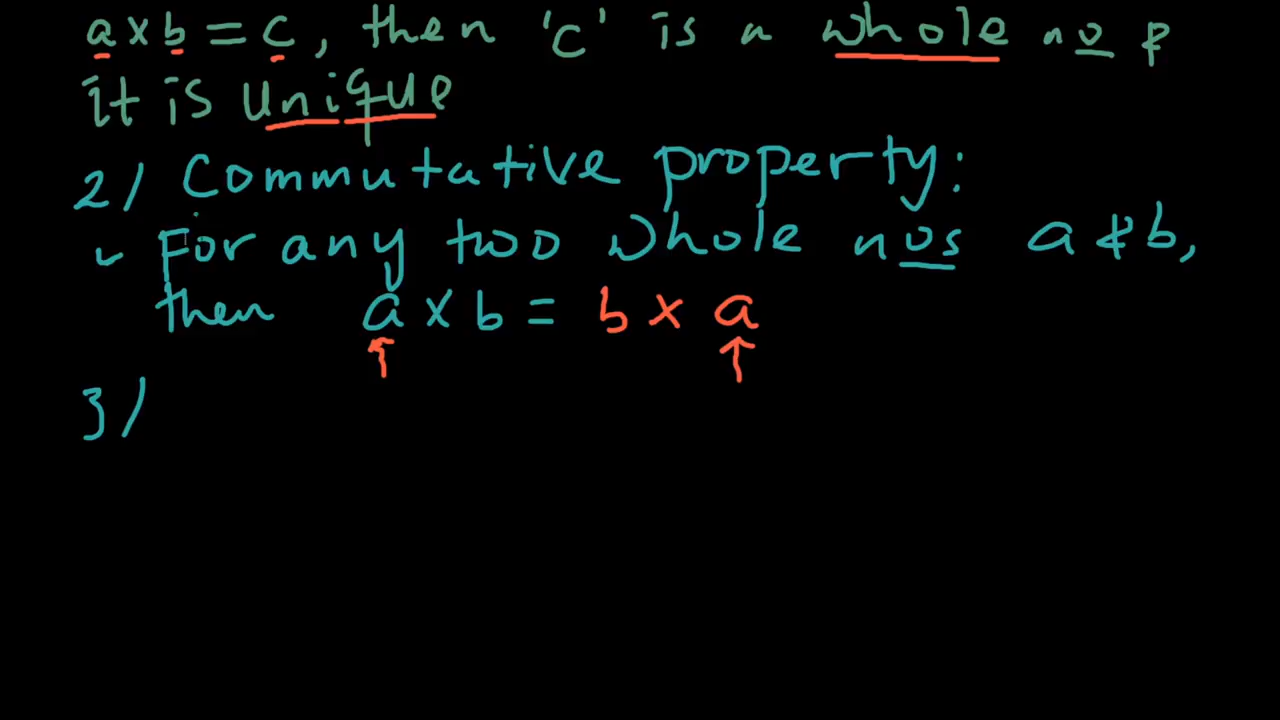 a x b = c, then 'c' is a whole no &
it is unique
2/ Commutative property:
For any two whole nos a & b,
then a x b = b x a
3/